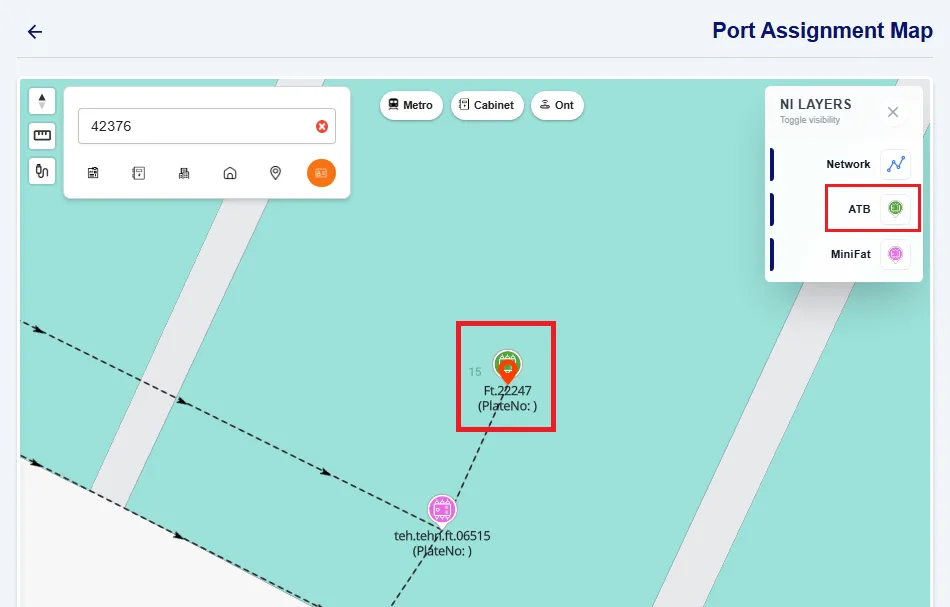 Port Assignment Map
42376
Metro
Cabinet
Ont
NI LAYERS
Toggle visibility
Network
ATB
MiniFat
15
Ft.22247
(PlateNo: )
teh.tehn.ft.06515
(PlateNo: )